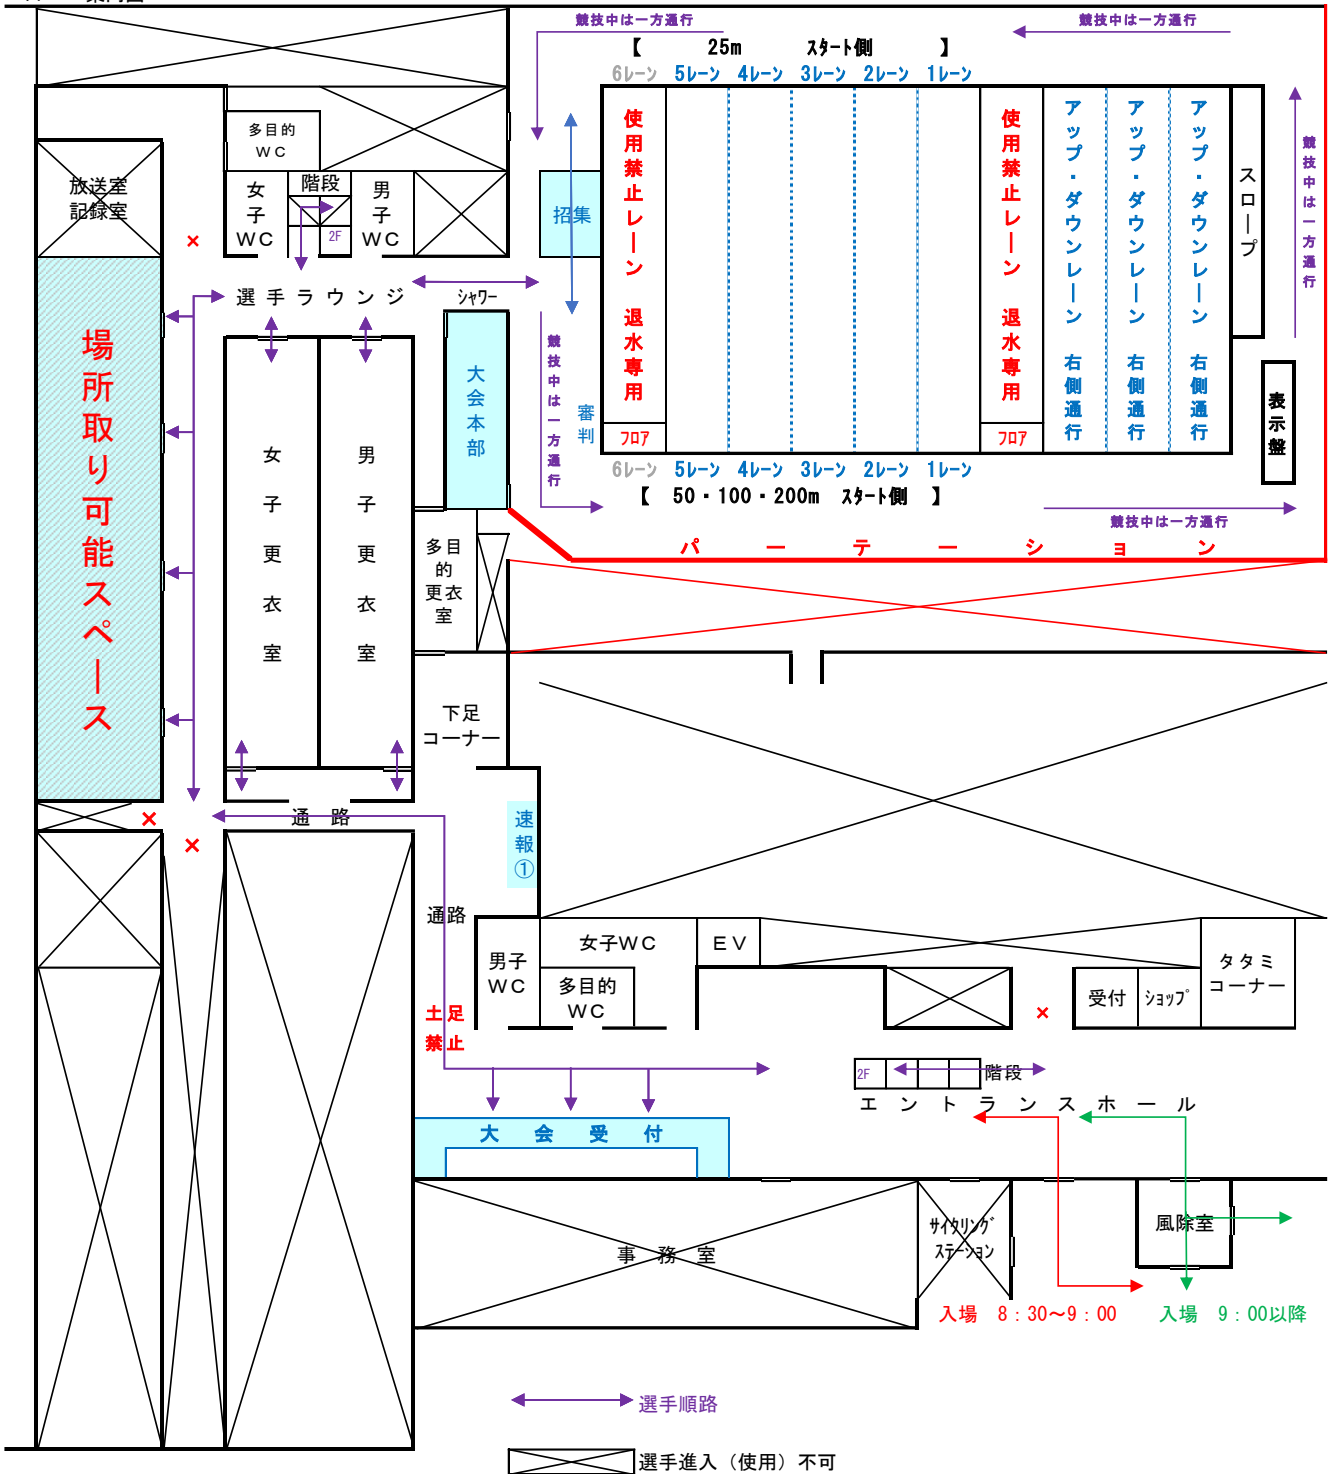 競技中は一方通行
競技中は一方通行
【 25m スタート側 】
6レーン 5レーン 4レーン 3レーン 2レーン 1レーン
使用禁止レーン 退水専用
フロア
使用禁止レーン 退水専用
フロア
アップ・ダウンレーン 右側通行
アップ・ダウンレーン 右側通行
アップ・ダウンレーン 右側通行
スロープ
競技中は一方通行
表示盤
6レーン 5レーン 4レーン 3レーン 2レーン 1レーン
【 50・100・200m スタート側 】
競技中は一方通行
パーテーション
多目的
WC
放送室
記録室
女子WC
階段
2F
男子WC
招集
×
選手ラウンジ
シャワー
競技中は一方通行
審判
大会本部
場所取り可能スペース
女子更衣室
男子更衣室
多目的
更衣室
下足
コーナー
通路
×
×
速報①
通路
男子
WC
女子WC
多目的
WC
EV
受付
ショップ
タタミ
コーナー
×
土足
禁止
2F
階段
エントランスホール
大会受付
事務室
サイクリング
ステーション
風除室
入場 8:30~9:00
入場 9:00以降
選手順路
選手進入(使用)不可